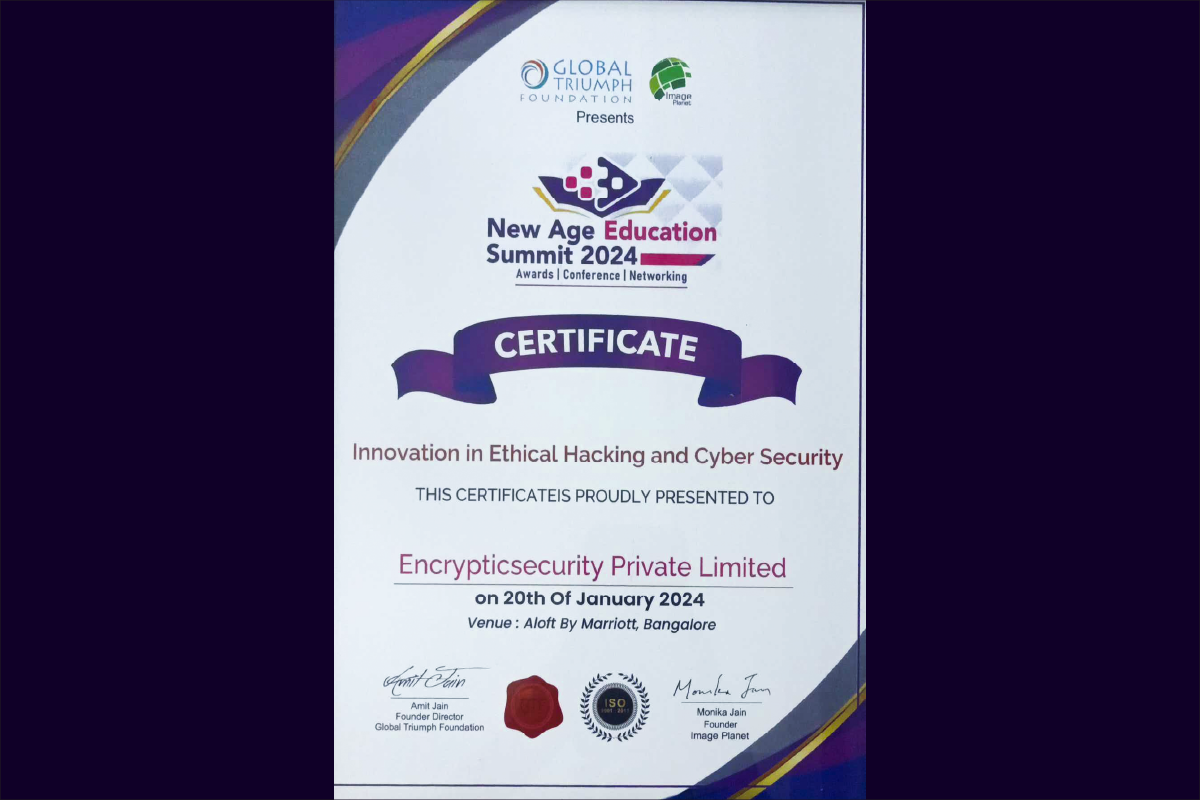 GLOBAL
TRIUMPH
FOUNDATION
Image
Planet
Presents
New Age Education
Summit 2024
Awards | Conference | Networking
CERTIFICATE
Innovation in Ethical Hacking and Cyber Security
THIS CERTIFICATEIS PROUDLY PRESENTED TO
Encrypticsecurity Private Limited
on 20th Of January 2024
Venue : Aloft By Marriott, Bangalore
Amit Jain
Amit Jain
Founder Director
Global Triumph Foundation
ISO
Monika Jain
Monika Jain
Founder
Image Planet